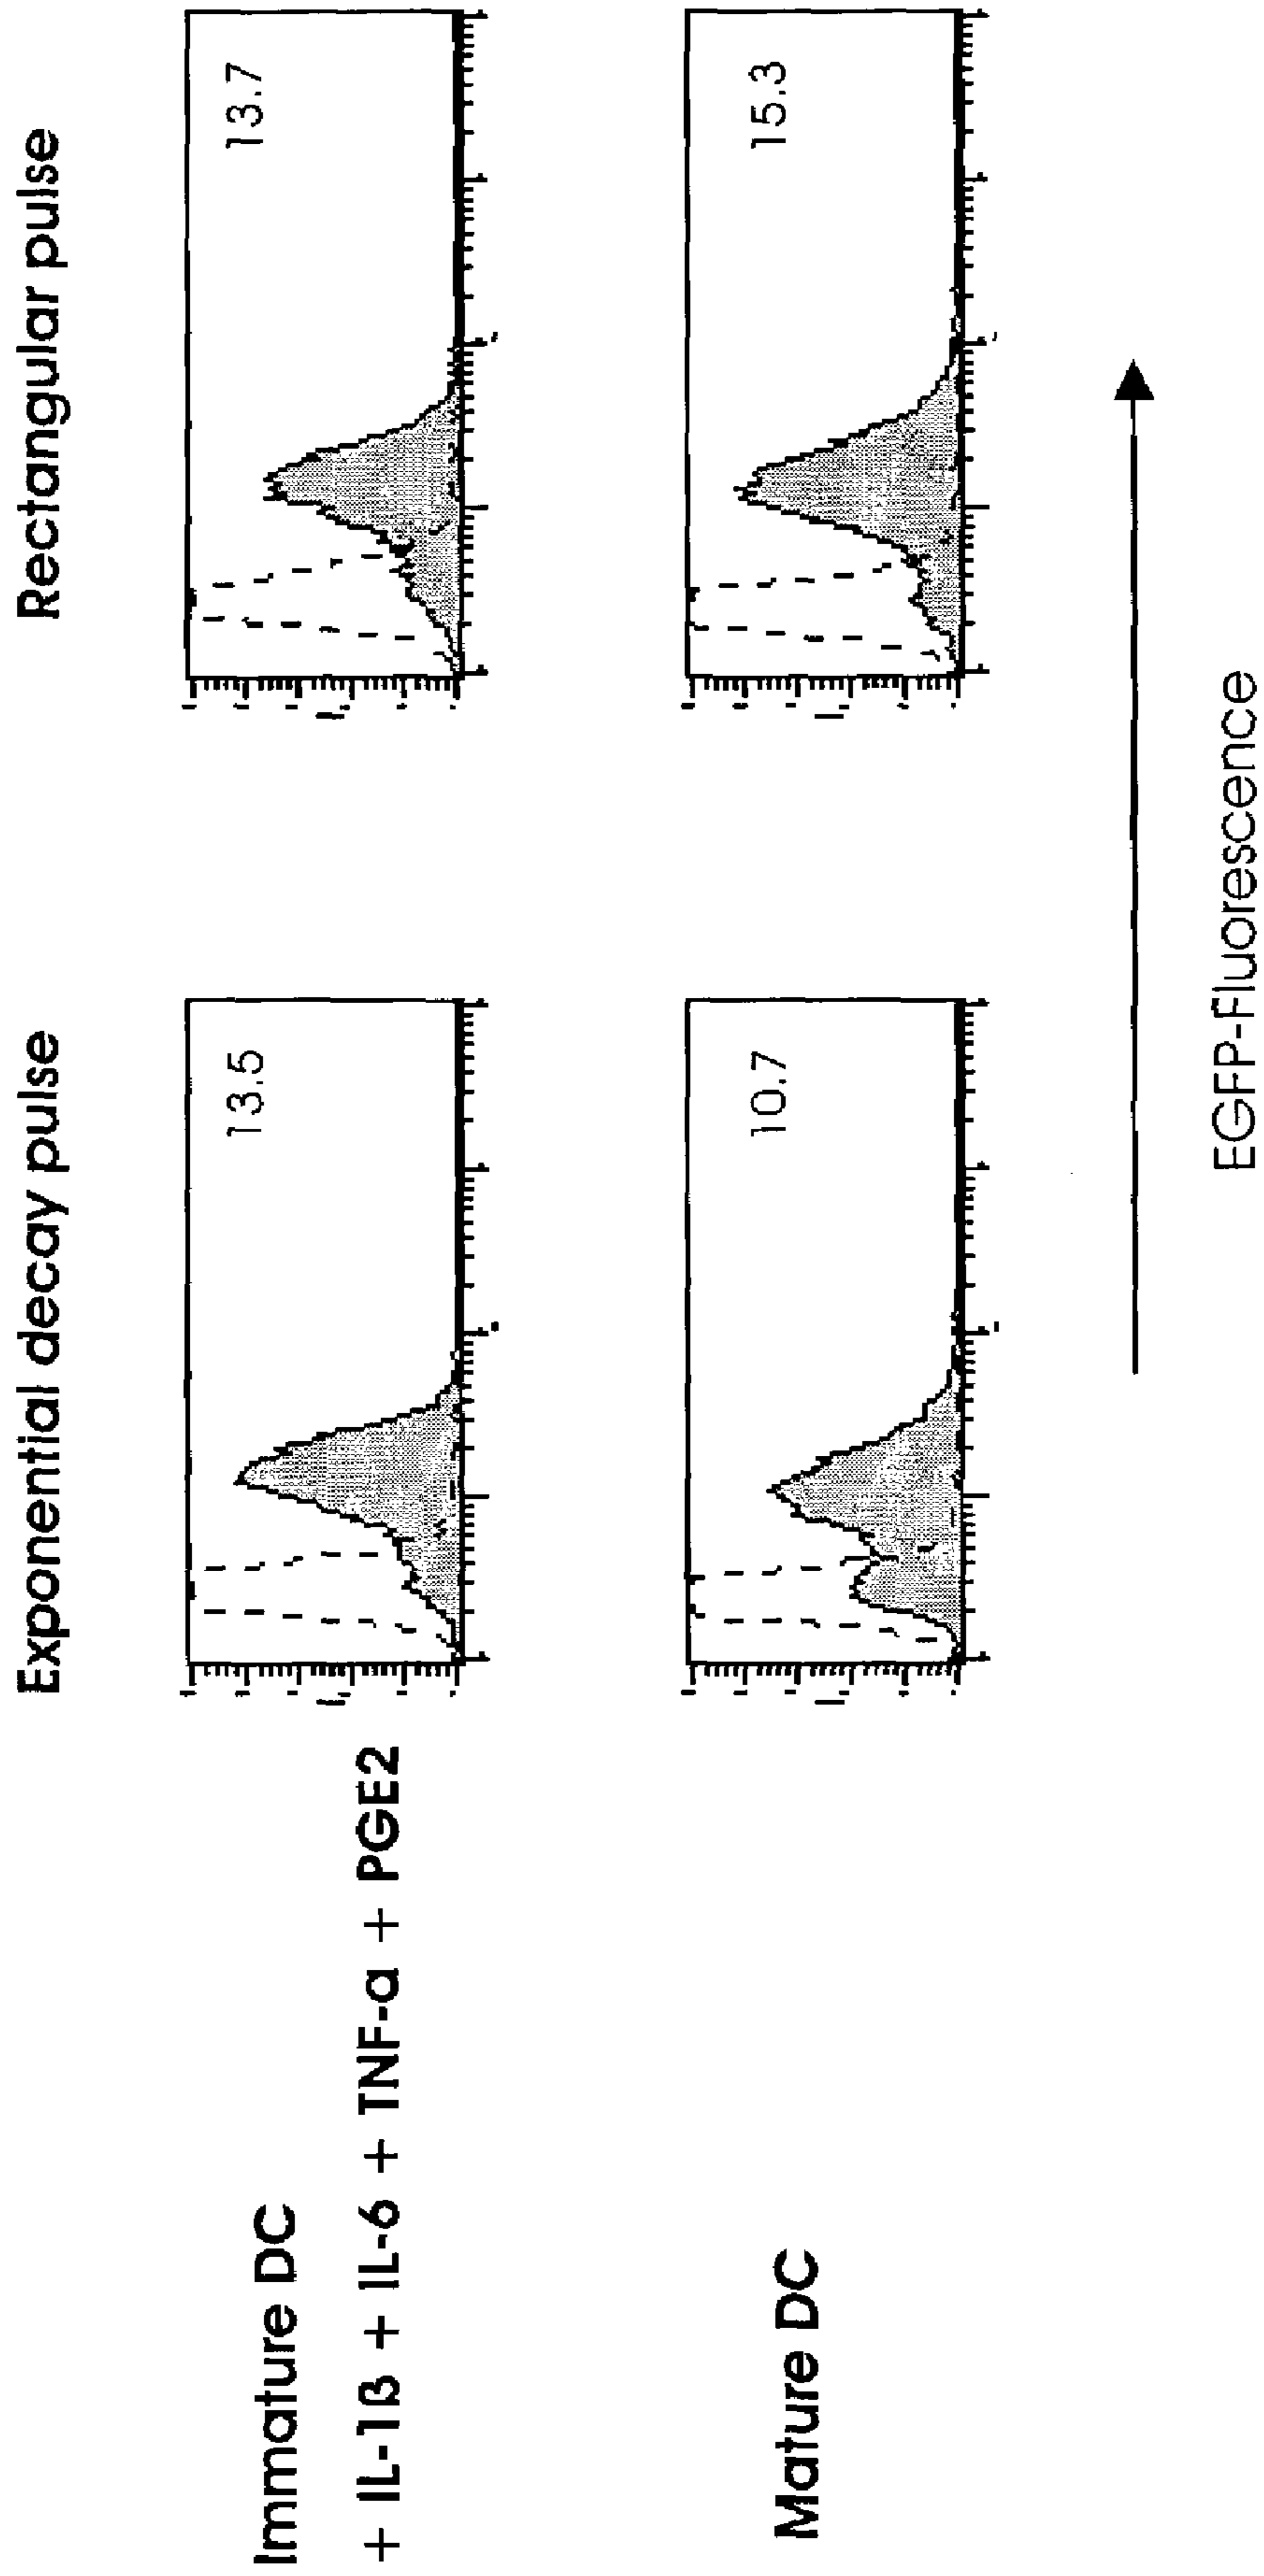 Exponential decay pulse
Rectangular pulse
Immature DC
+ IL-1ß + IL-6 + TNF-α + PGE2
13.5
13.7
Mature DC
10.7
15.3
EGFP-Fluorescence